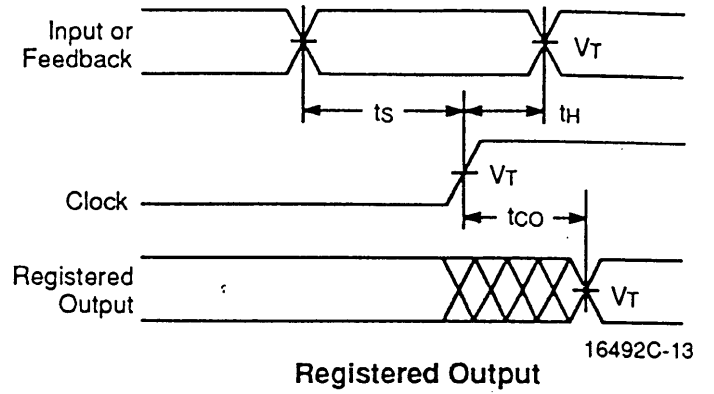 Input or
Feedback
VT
tS
tH
VT
Clock
tCO
Registered
Output
VT
16492C-13
Registered Output